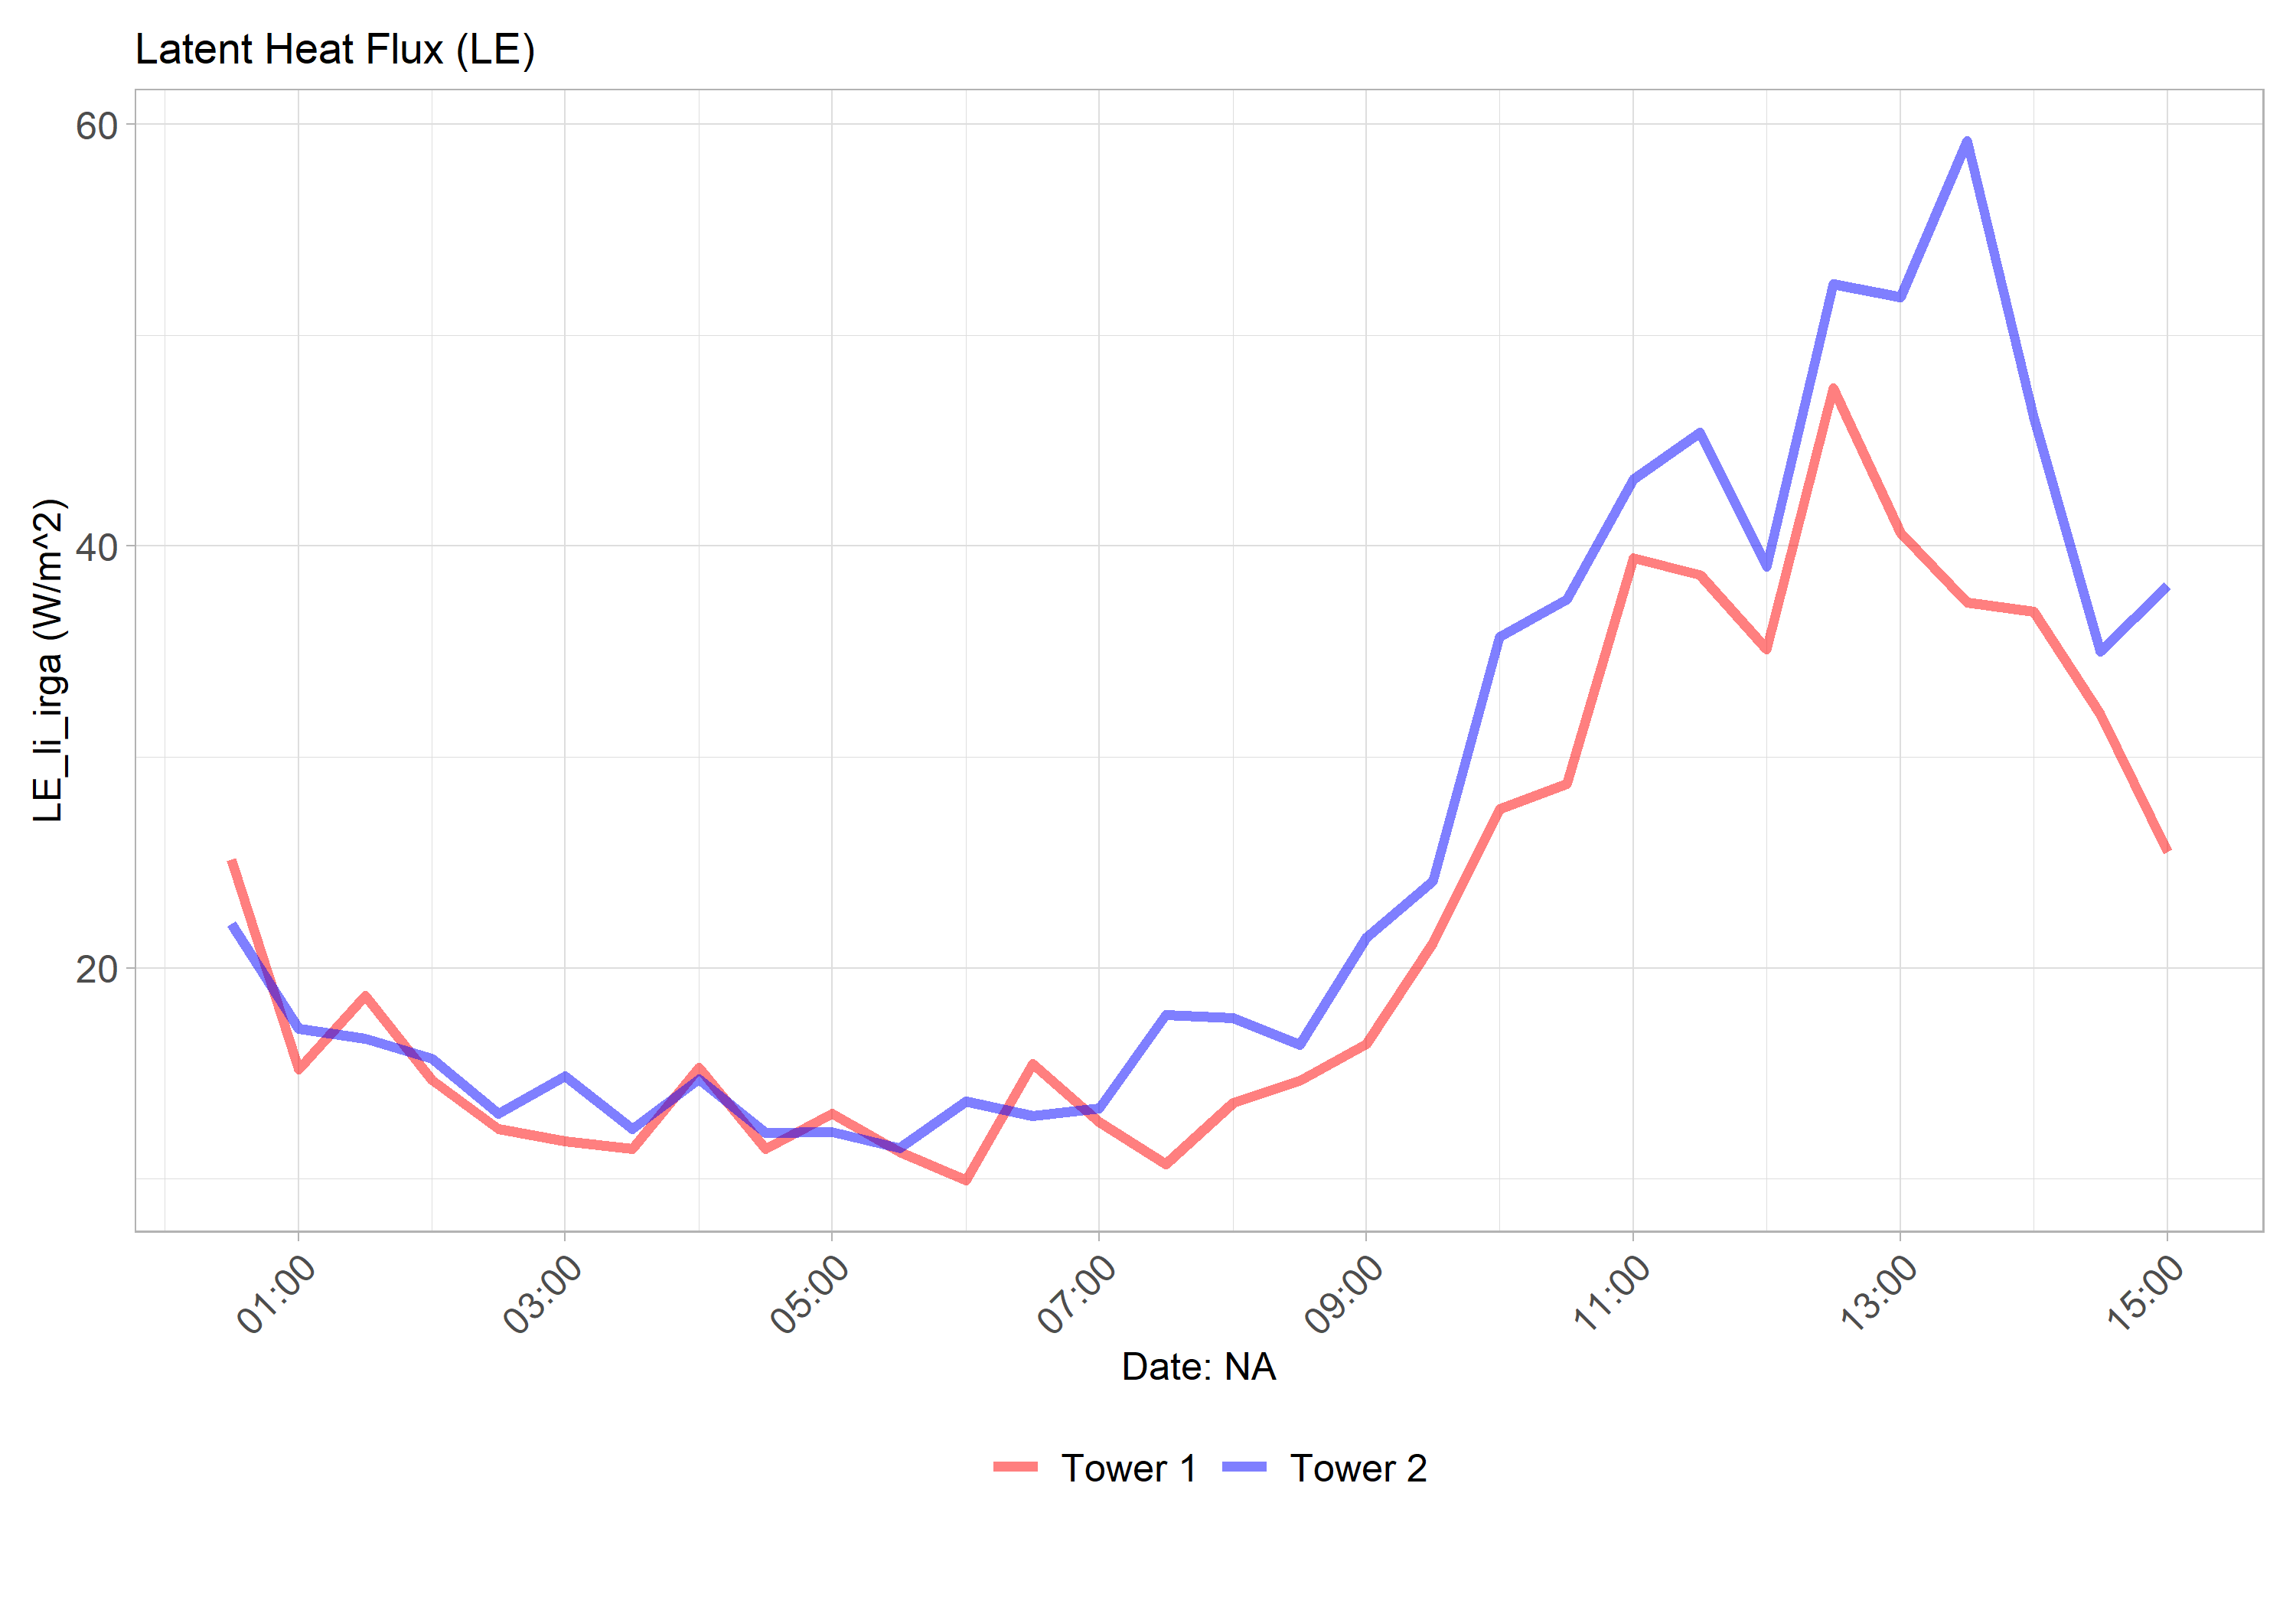 Latent Heat Flux (LE)
60
40
20
LE_li_irga (W/m^2)
01:00
03:00
05:00
07:00
09:00
11:00
13:00
15:00
Date: NA
Tower 1
Tower 2